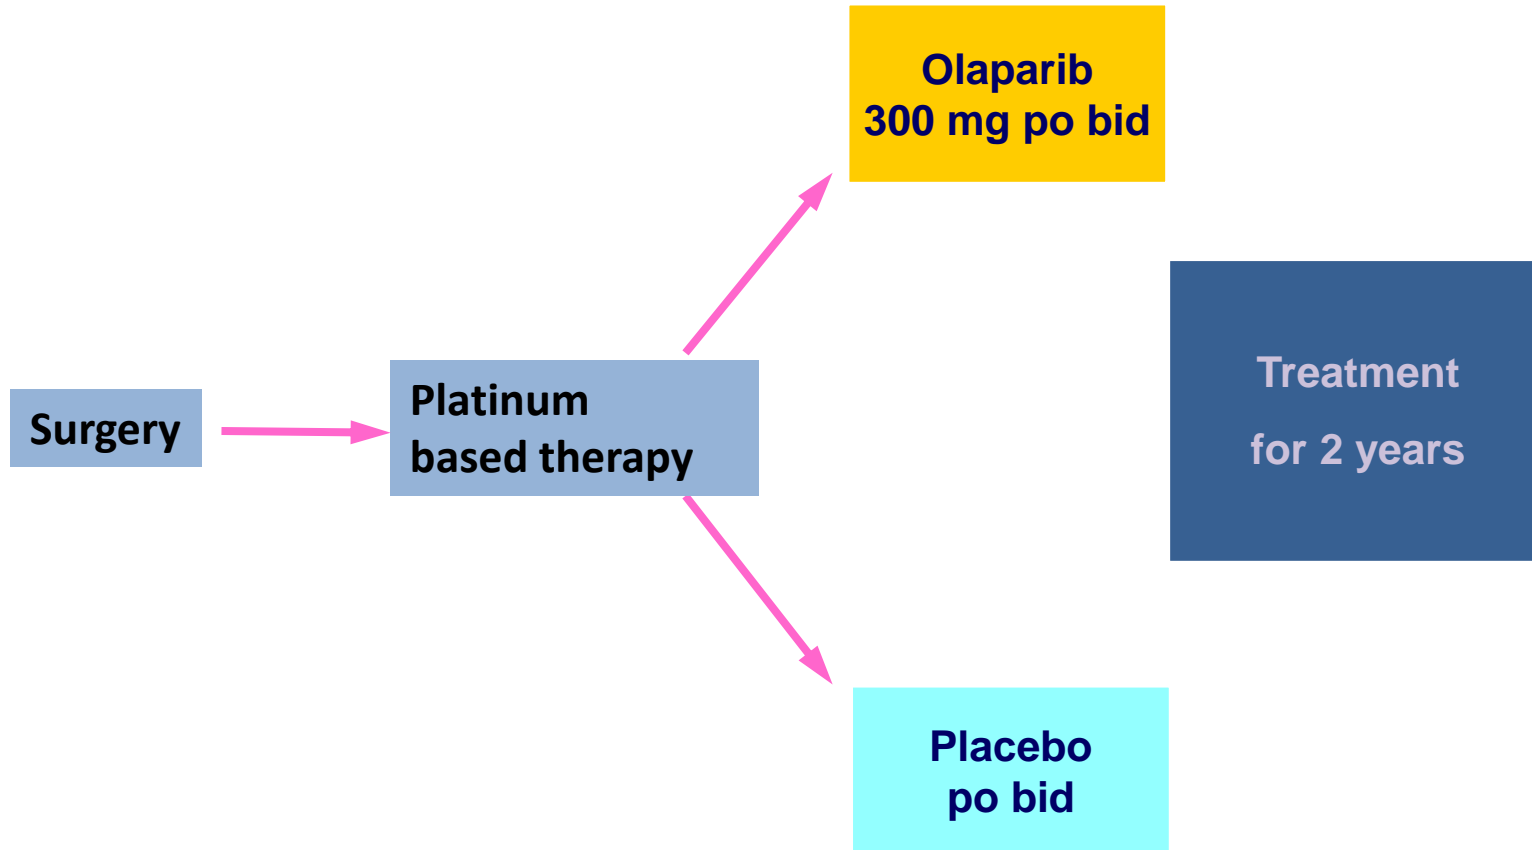 Surgery
Platinum
based therapy
Olaparib
300 mg po bid
Treatment
for 2 years
Placebo
po bid